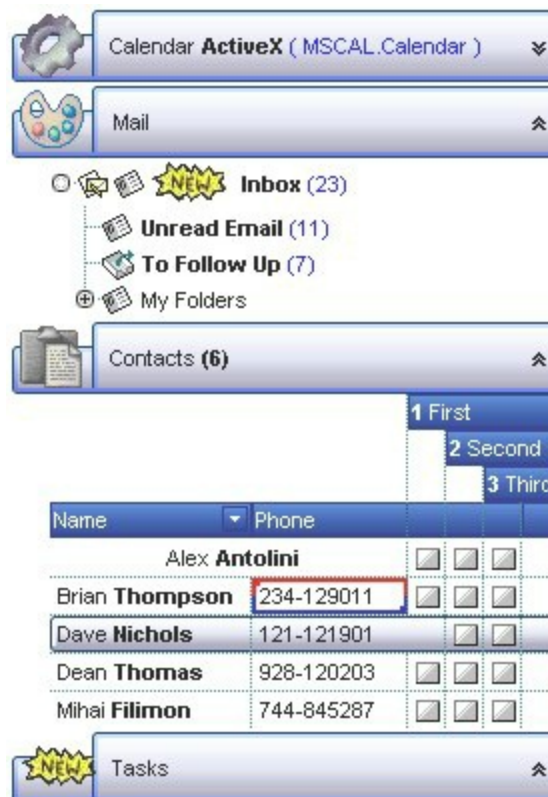 Calendar ActiveX ( MSCAL.Calendar )
Mail
NEW Inbox (23)
Unread Email (11)
To Follow Up (7)
My Folders
Contacts (6)
1 First
2 Second
3 Third
Name Phone
Alex Antolini
Brian Thompson 234-129011
Dave Nichols 121-121901
Dean Thomas 928-120203
Mihai Filimon 744-845287
NEW Tasks